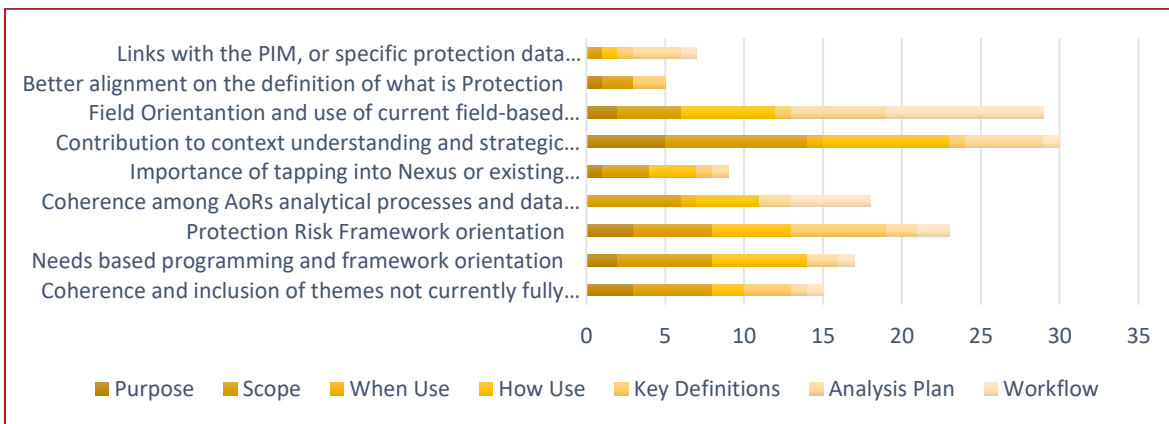 Links with the PIM, or specific protection data...
Better alignment on the definition of what is Protection
Field Orientantion and use of current field-based...
Contribution to context understanding and strategic...
Importance of tapping into Nexus or existing...
Coherence among AoRs analytical processes and data...
Protection Risk Framework orientation
Needs based programming and framework orientation
Coherence and inclusion of themes not currently fully...
0 5 10 15 20 25 30 35
Purpose Scope When Use How Use Key Definitions Analysis Plan Workflow